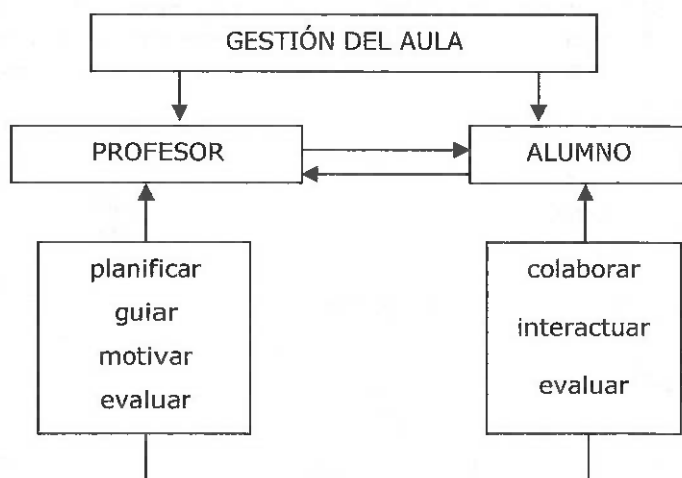 GESTIÓN DEL AULA
PROFESOR
ALUMNO
planificar
guiar
motivar
evaluar
colaborar
interactuar
evaluar